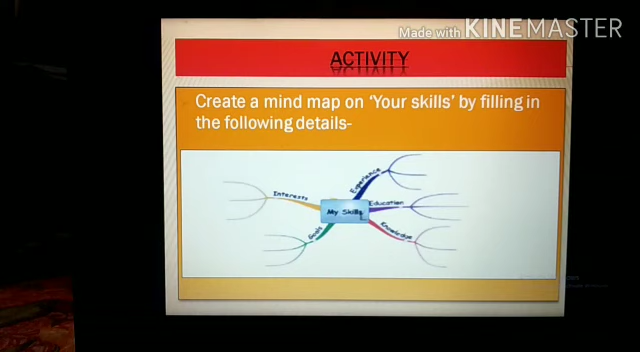 Made with KINEMASTER
ACTIVITY
Create a mind map on ‘Your skills’ by filling in
the following details-
Experience
Interests
Education
My Skills
Goals
Knowledge